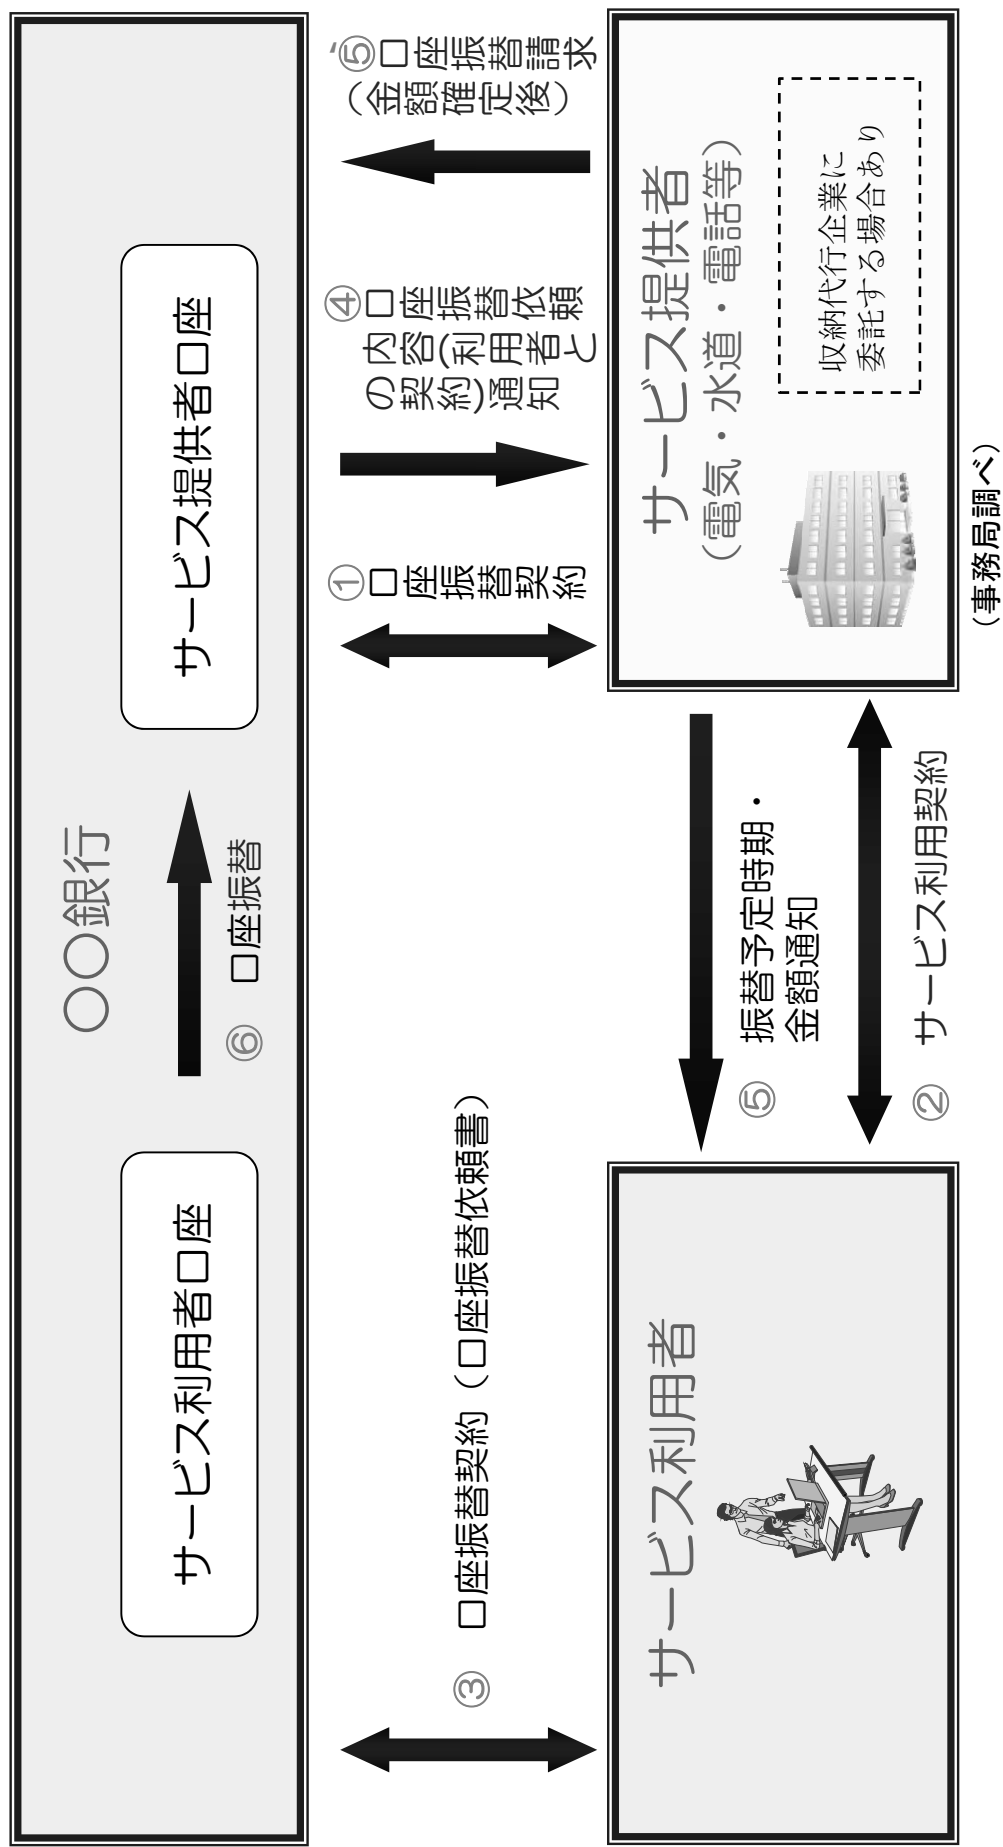 〇〇銀行
サービス利用者口座
サービス提供者口座
⑥ 口座振替
③ 口座振替契約（口座振替依頼書）
①口座振替契約
④口座振替依頼
内容(利用者と
の契約)通知
⑤’口座振替請求
（金額確定後）
サービス利用者
⑤ 振替予定時期・
金額通知
② サービス利用契約
サービス提供者
（電気・水道・電話等）
収納代行企業に
委託する場合あり
（事務局調べ）